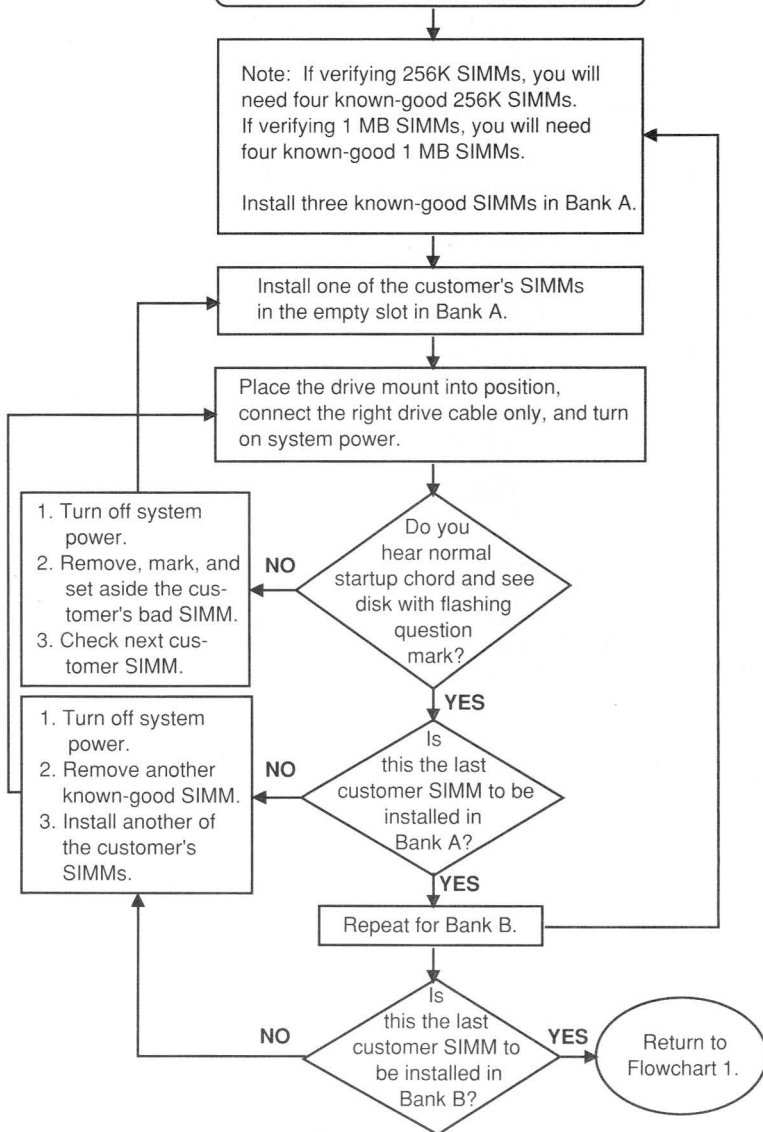 Note: If verifying 256K SIMMs, you will
need four known-good 256K SIMMs.
If verifying 1 MB SIMMs, you will need
four known-good 1 MB SIMMs.
Install three known-good SIMMs in Bank A.
Install one of the customer's SIMMs
in the empty slot in Bank A.
Place the drive mount into position,
connect the right drive cable only, and turn
on system power.
Do you
hear normal
startup chord and see
disk with flashing
question
mark?
NO
1. Turn off system
power.
2. Remove, mark, and
set aside the cus-
tomer's bad SIMM.
3. Check next cus-
tomer SIMM.
YES
Is
this the last
customer SIMM to be
installed in
Bank A?
NO
1. Turn off system
power.
2. Remove another
known-good SIMM.
3. Install another of
the customer's
SIMMs.
YES
Repeat for Bank B.
Is
this the last
customer SIMM to
be installed in
Bank B?
NO
YES
Return to
Flowchart 1.